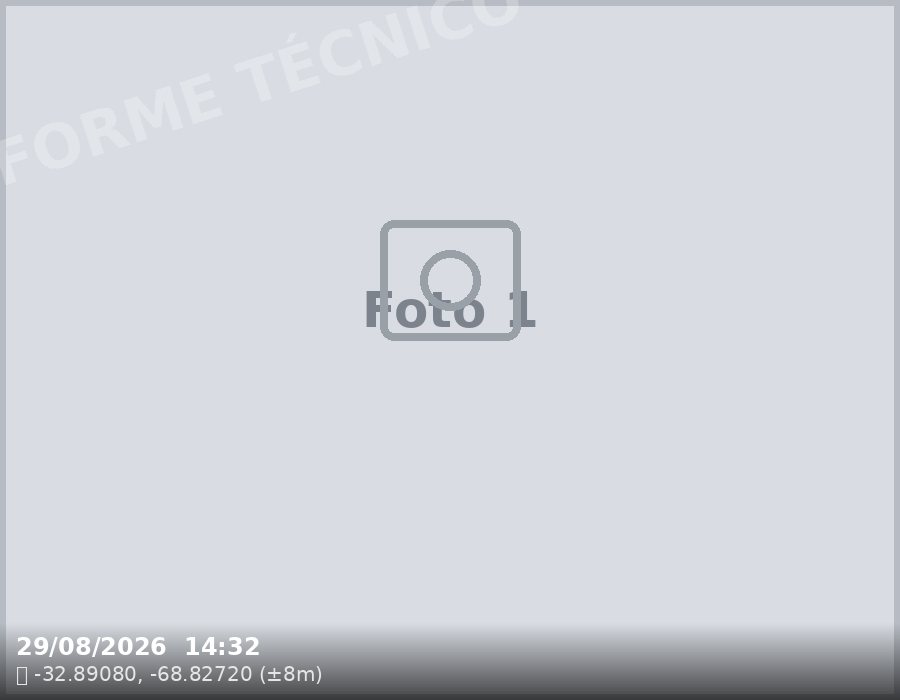 FORME TÉCNICO
Foto 1
29/08/2026 14:32
-32.89080, -68.82720 (±8m)